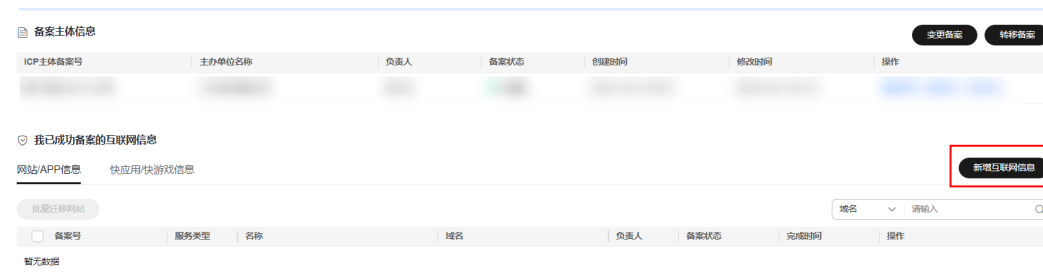 备案主体信息
变更备案 转移备案
ICP主体备案号 主办单位名称 负责人 备案状态 创建时间 修改时间 操作
我已成功备案的互联网信息
网站/APP信息 快应用/快游戏信息
新增互联网信息
批量迁移网站
域名 请输入
备案号 服务类型 名称 域名 负责人 备案状态 完成时间 操作
暂无数据